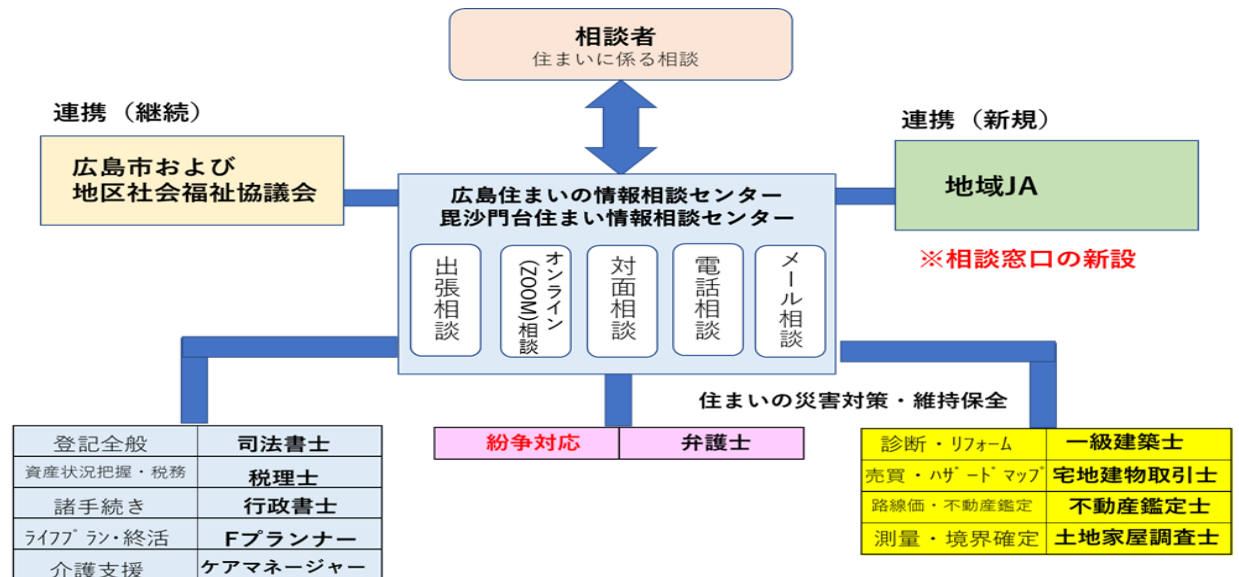 相談者
住まいに係る相談
連携（継続）
連携（新規）
広島市および
地区社会福祉協議会
地域JA
広島住まいの情報相談センター
毘沙門台住まい情報相談センター
※相談窓口の新設
出張相談
オンライン
(ZOOM)相談
対面相談
電話相談
メール相談
住まいの災害対策・維持保全
登記全般 司法書士
資産状況把握・税務 税理士
諸手続き 行政書士
ﾗｲﾌﾌﾟﾗﾝ・終活 Fプランナー
介護支援 ケアマネージャー
紛争対応 弁護士
診断・ﾘﾌｫｰﾑ 一級建築士
売買・ﾊｻﾞｰﾄﾞﾏｯﾌﾟ 宅地建物取引士
路線価・不動産鑑定 不動産鑑定士
測量・境界確定 土地家屋調査士